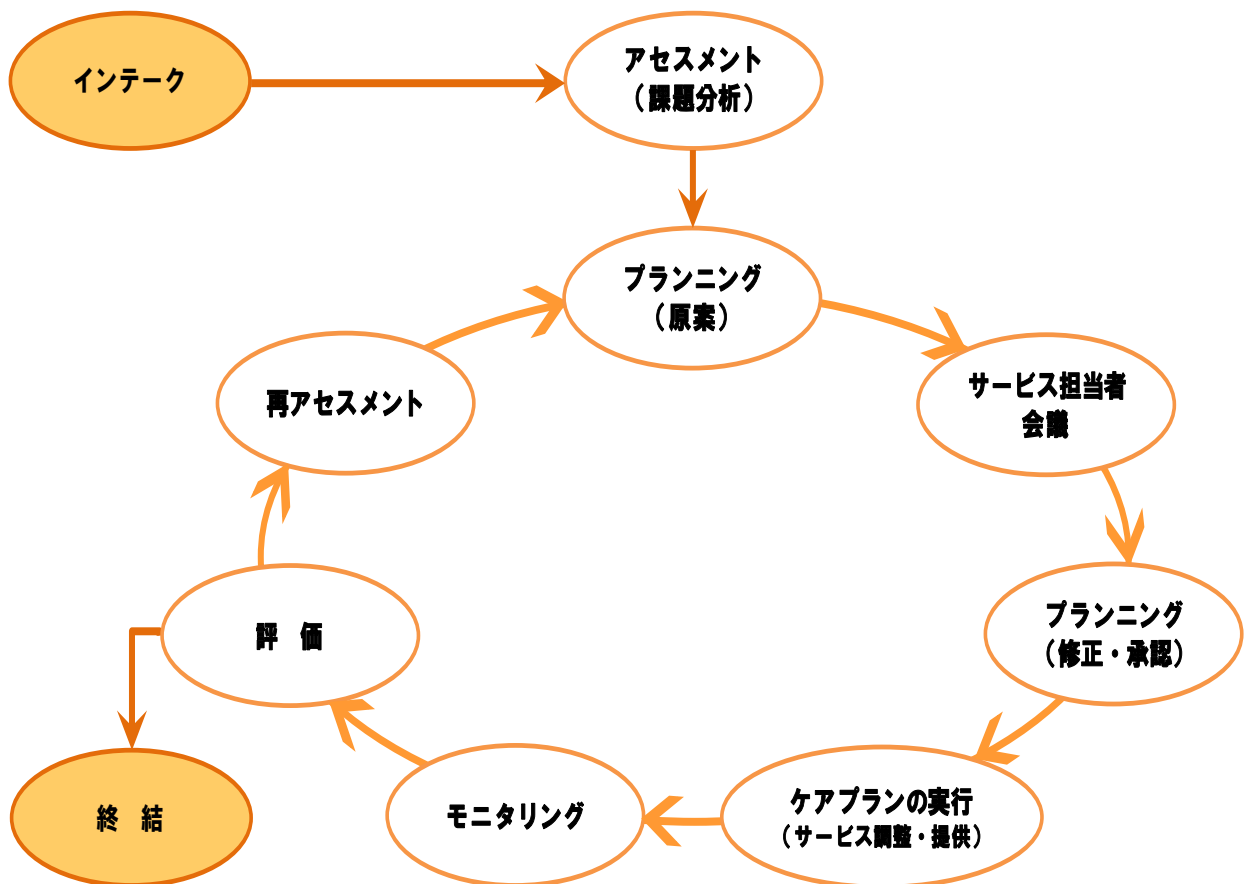 インテーク
アセスメント
（課題分析）
プランニング
（原案）
サービス担当者
会議
プランニング
（修正・承認）
ケアプランの実行
（サービス調整・提供）
モニタリング
評　価
再アセスメント
終　結